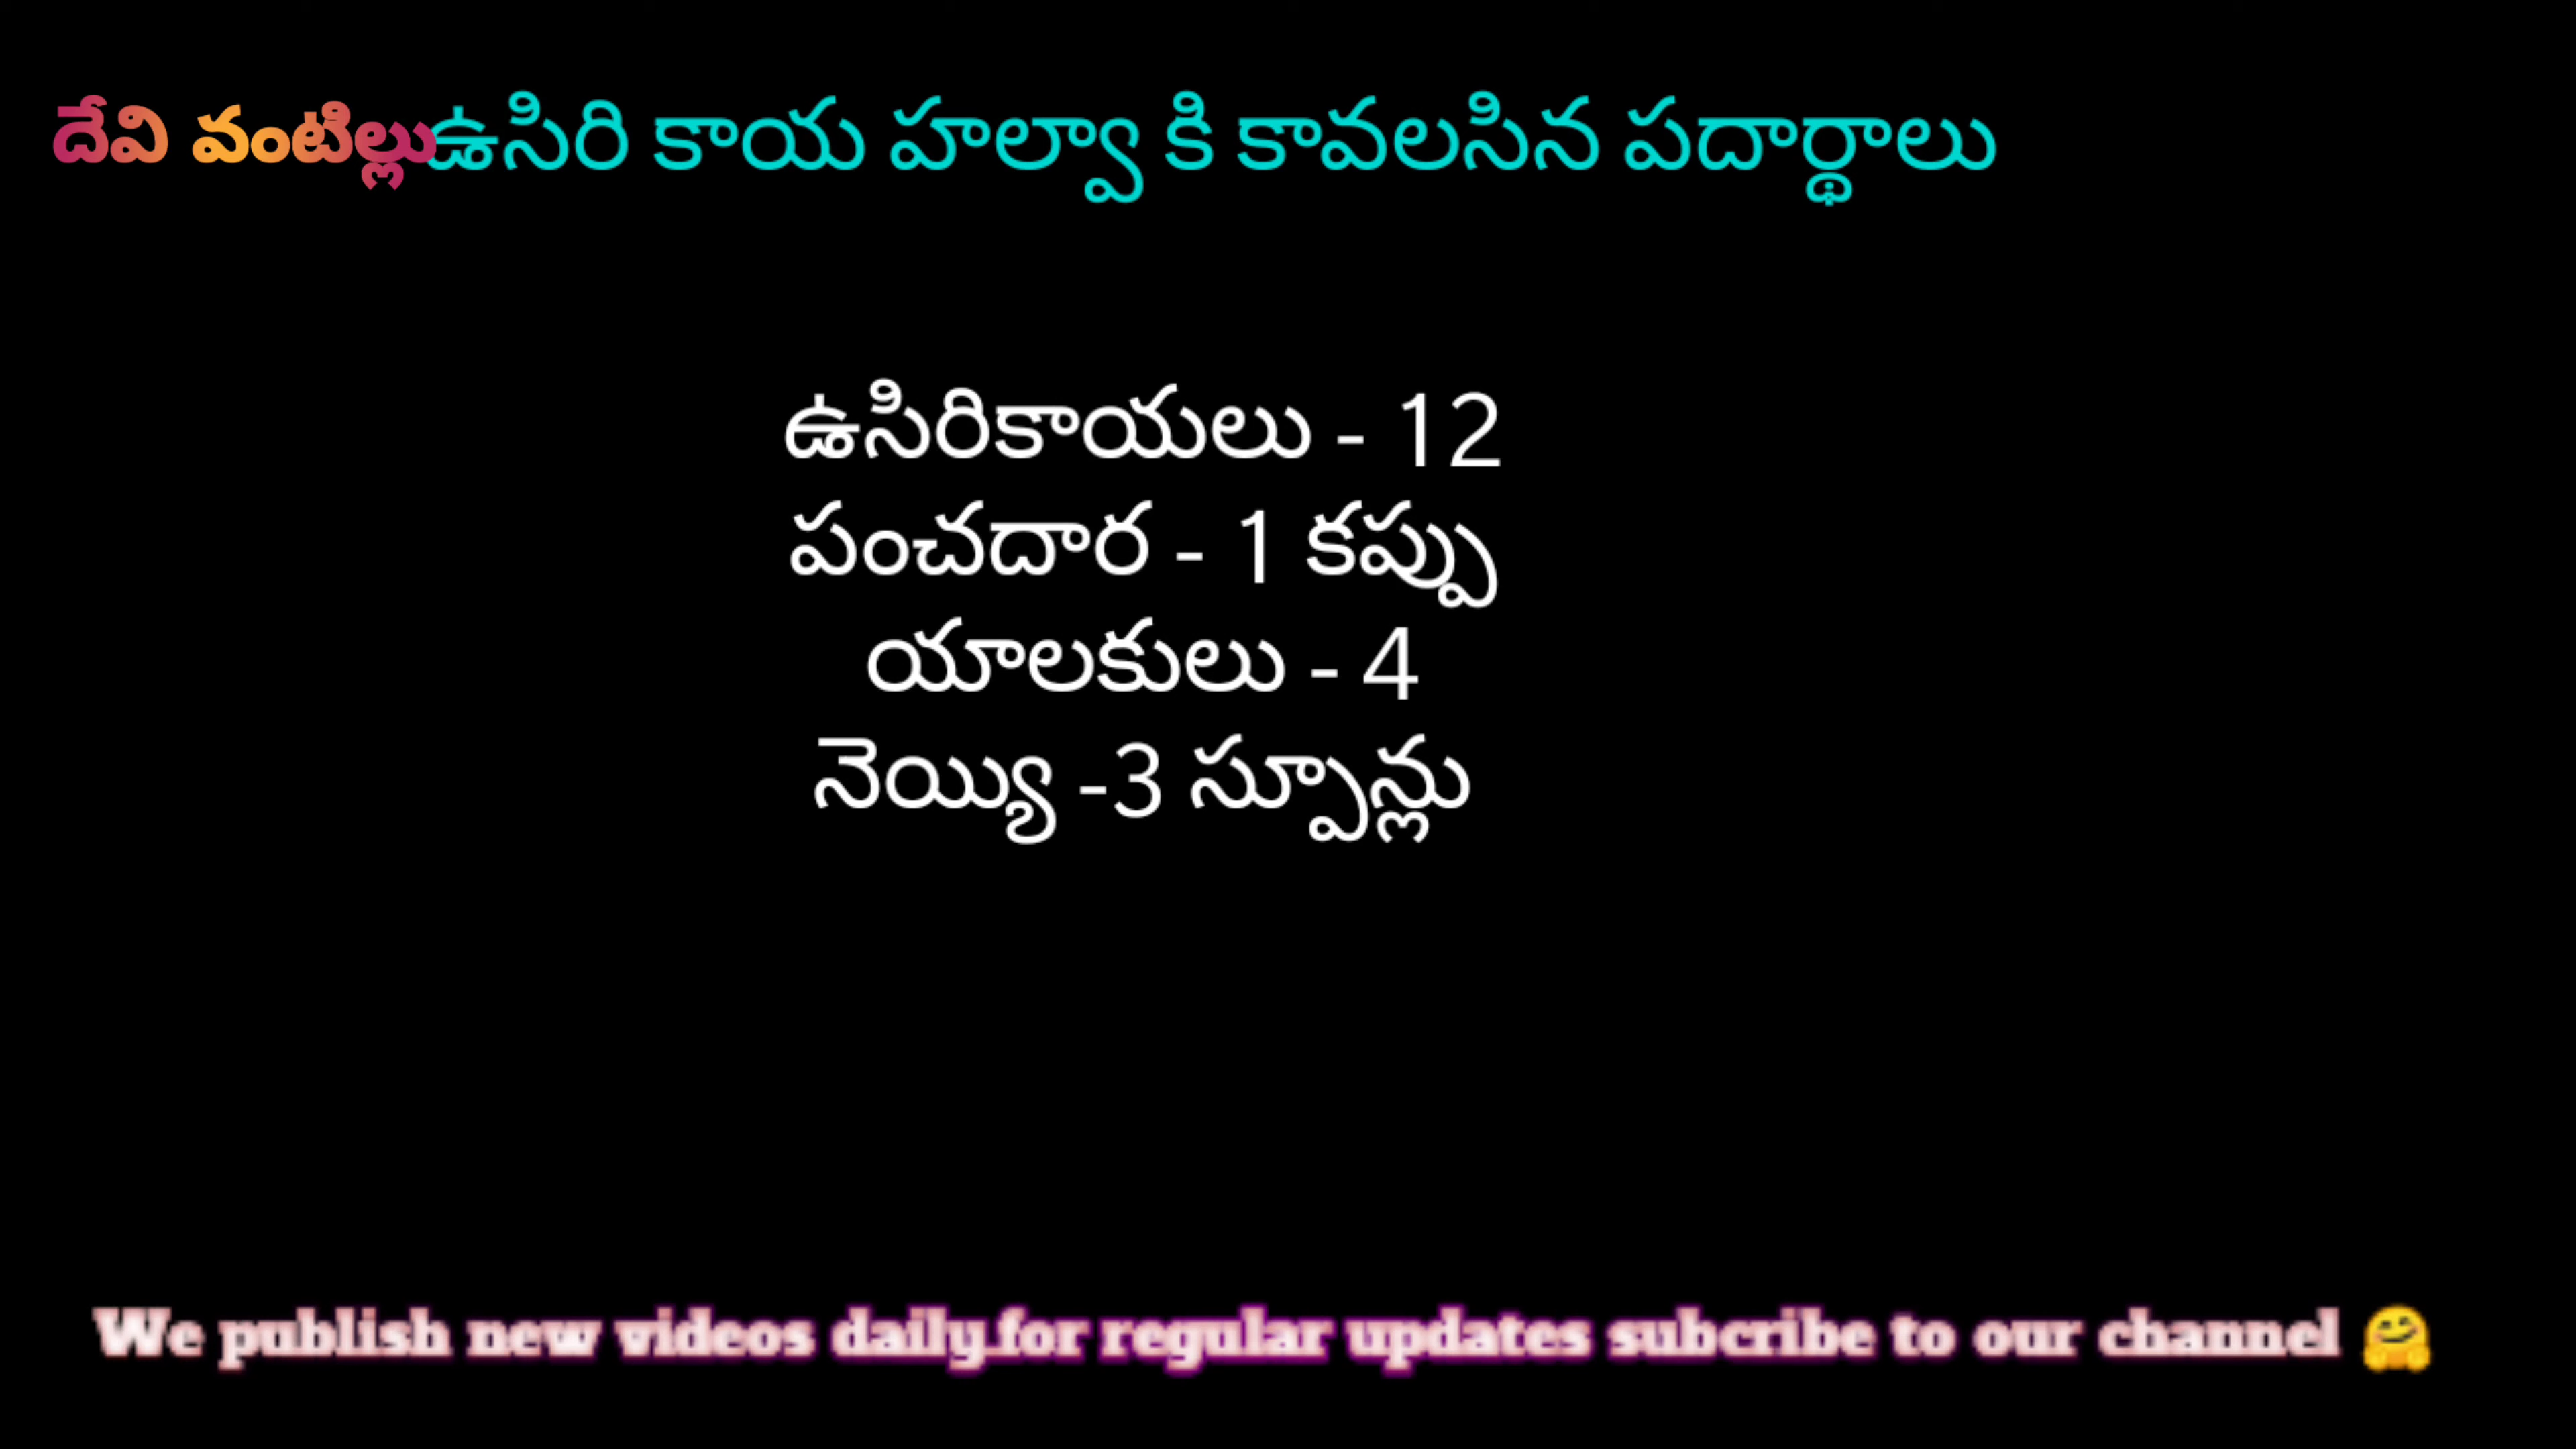 దేవి వంటిల్లు ఉసిరి కాయ హల్వా కి కావలసిన పదార్థాలు
ఉసిరికాయలు - 12
పంచదార - 1 కప్పు
యాలకులు - 4
నెయ్యి -3 స్పూన్లు
We publish new videos daily.for regular updates subcribe to our channel 🤗